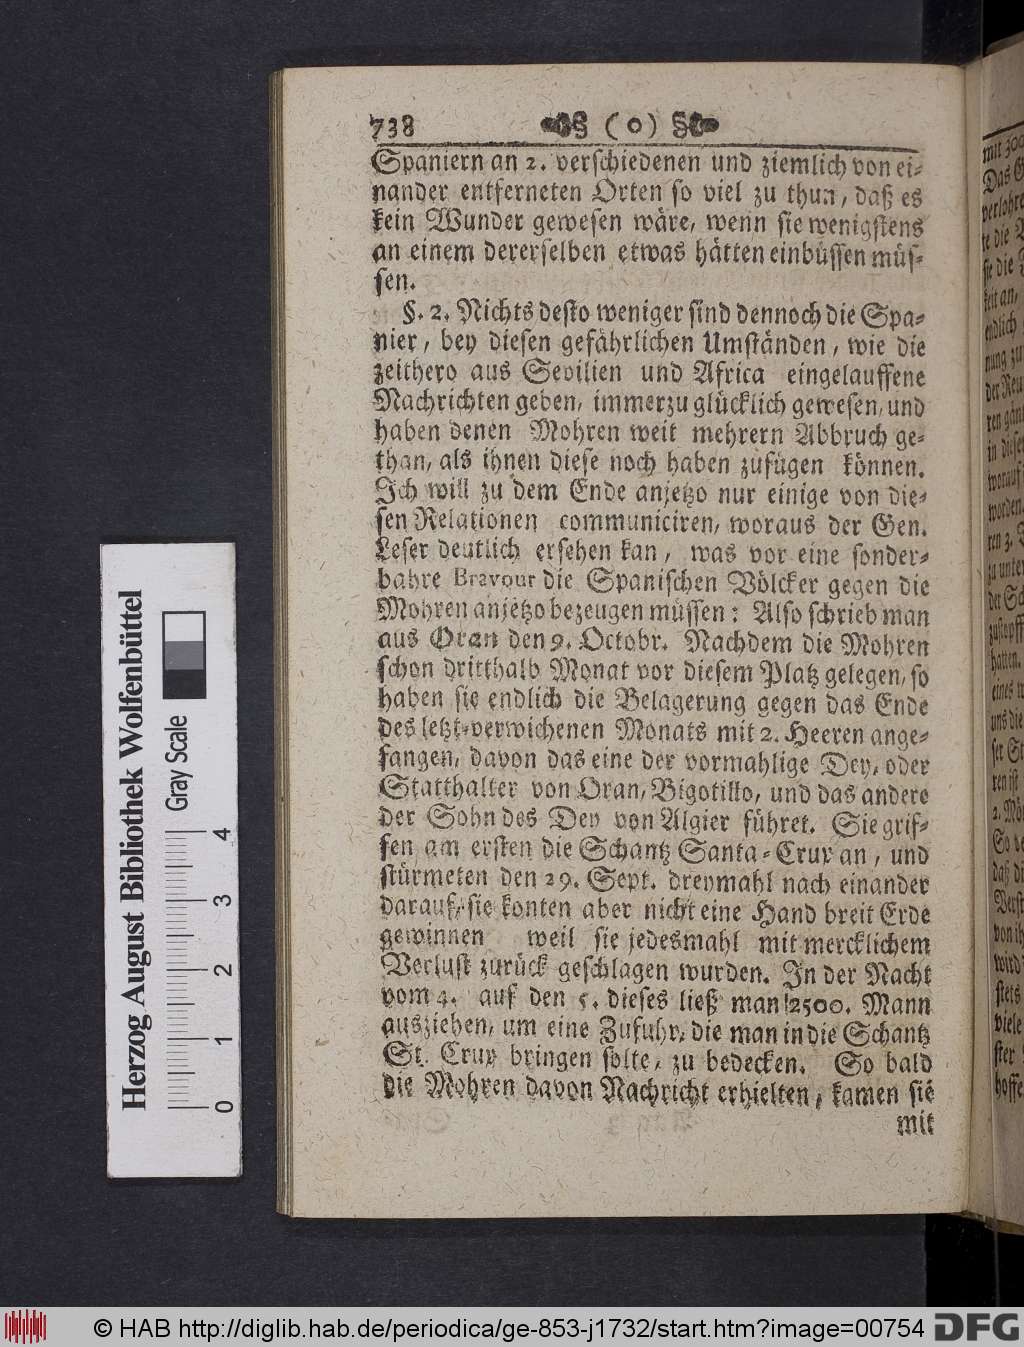 738 §(o)§
Spaniern an 2. verschiedenen und ziemlich von ei-
nander entferneten Orten so viel zu thun, daß es
kein Wunder gewesen wäre, wenn sie wenigstens
an einem dererselben etwas hätten einbüssen müs-
sen.
§. 2. Nichts desto weniger sind dennoch die Spa-
nier, bey diesen gefährlichen Umständen, wie die
zeithero aus Sevilien und Africa eingelauffene
Nachrichten geben, immerzu glücklich gewesen, und
haben denen Mohren weit mehrern Abbruch ge-
than, als ihnen diese noch haben zufügen können.
Ich will zu dem Ende anjetzo nur einige von die-
sen Relationen communiciren, woraus der Gen.
Leser deutlich ersehen kan, was vor eine sonder-
bahre Bravour die Spanischen Völcker gegen die
Mohren anjetzo bezeugen müssen: Also schrieb man
aus Oran den 9. Octobr. Nachdem die Mohren
schon dritthalb Monat vor diesem Platz gelegen, so
haben sie endlich die Belagerung gegen das Ende
des letzt-verwichenen Monats mit 2. Heeren ange-
fangen, davon das eine der vormahlige Dey, oder
Statthalter von Oran, Bigotillo, und das andere
der Sohn des Dey von Algier führet. Sie grif-
fen am ersten die Schantz Santa-Crux an, und
stürmeten den 29. Sept. dreymahl nach einander
darauf, sie konten aber nicht eine Hand breit Erde
gewinnen weil sie jedesmahl mit mercklichem
Verlust zurück geschlagen wurden. In der Nacht
vom 4. auf den 5. dieses ließ man 2500. Mann
ausziehen, um eine Zufuhr, die man in die Schantz
St. Crux bringen solte, zu bedecken. So bald
die Mohren davon Nachricht erhielten, kamen sie
mit
Herzog August Bibliothek Wolfenbüttel
Gray Scale
0 1 2 3 4
© HAB http://diglib.hab.de/periodica/ge-853-j1732/start.htm?image=00754
DFG